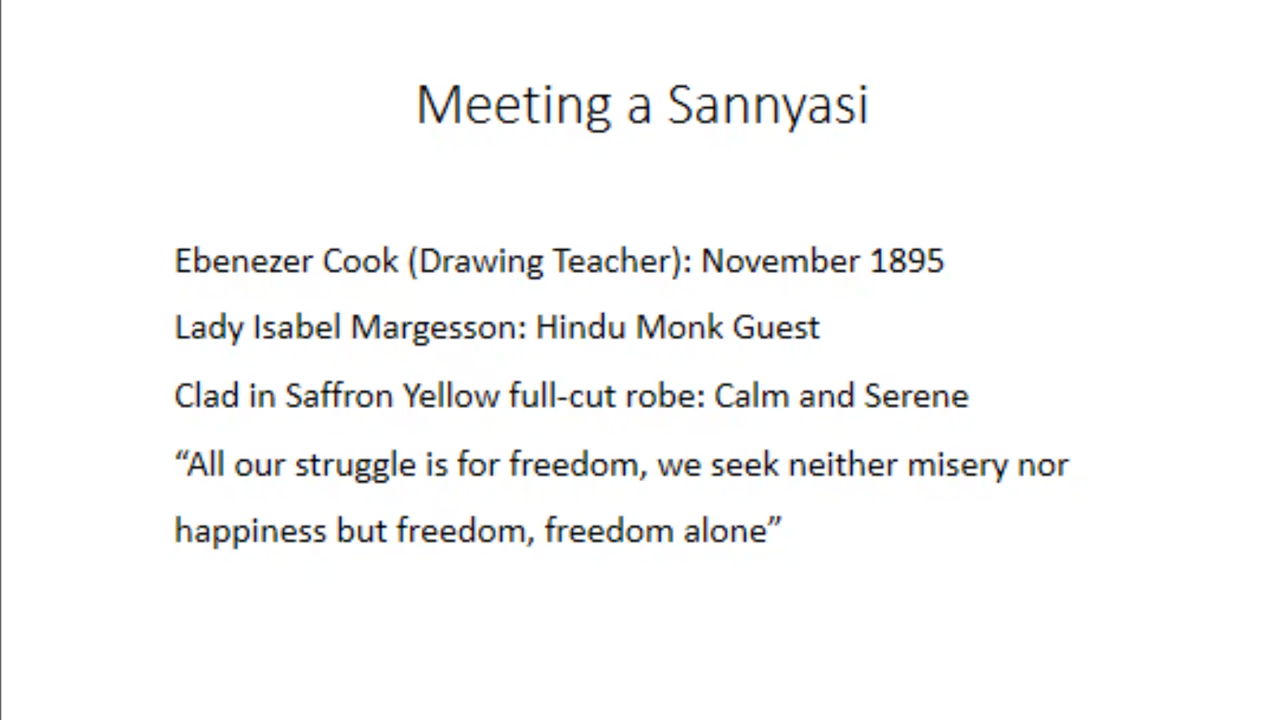 Meeting a Sannyasi
Ebenezer Cook (Drawing Teacher): November 1895
Lady Isabel Margesson: Hindu Monk Guest
Clad in Saffron Yellow full-cut robe: Calm and Serene
“All our struggle is for freedom, we seek neither misery nor
happiness but freedom, freedom alone”